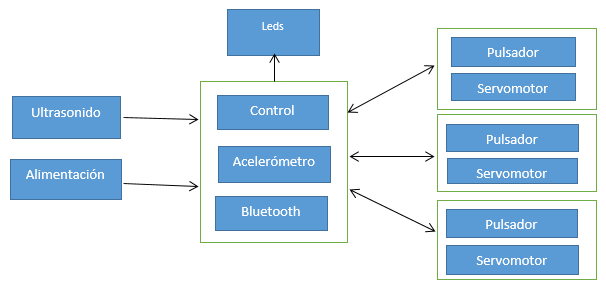 Leds
Ultrasonido
Alimentación
Control
Acelerómetro
Bluetooth
Pulsador
Servomotor
Pulsador
Servomotor
Pulsador
Servomotor